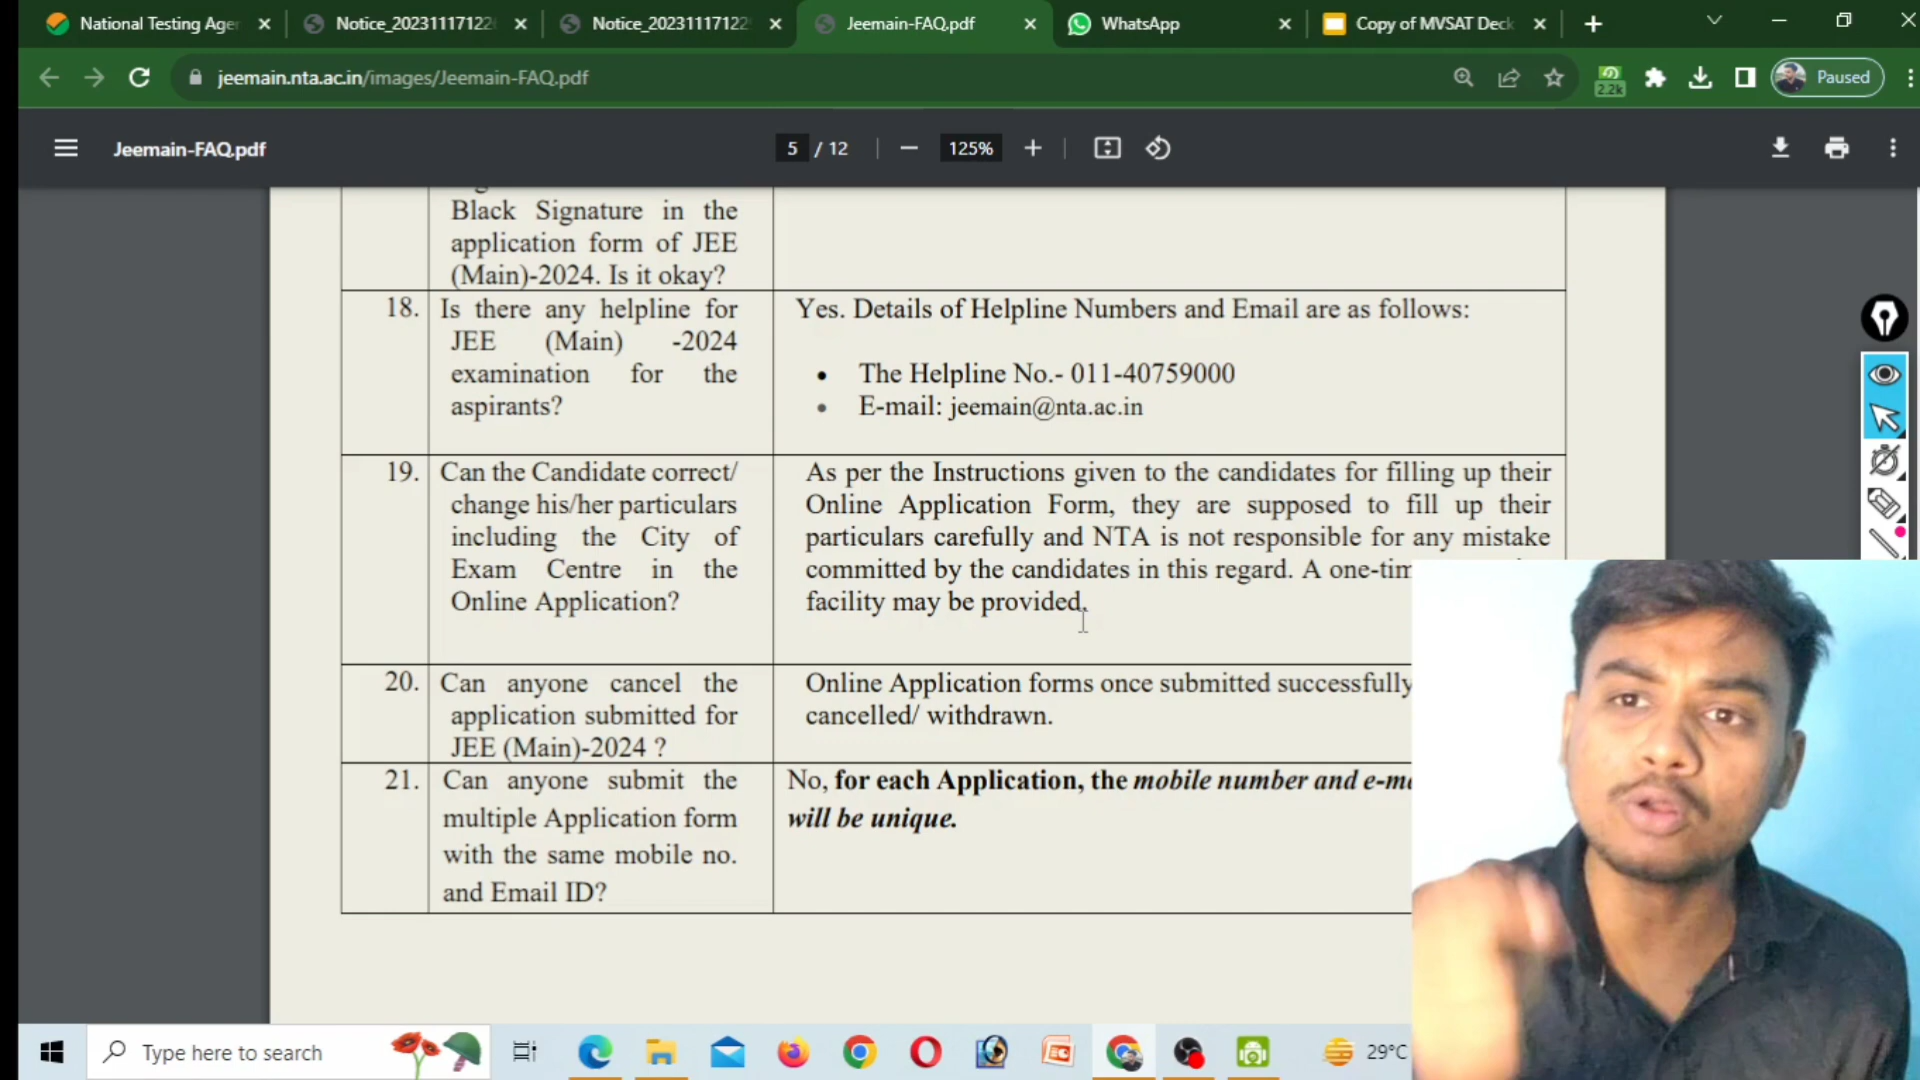 National Testing Age
Notice_20231117122
Notice_20231117122
Jeemain-FAQ.pdf
WhatsApp
Copy of MVSAT Deck
jeemain.nta.ac.in/images/Jeemain-FAQ.pdf
2.2k
Paused
Jeemain-FAQ.pdf
5 / 12
125%
Black Signature in the
application form of JEE
(Main)-2024. Is it okay?
18. Is there any helpline for
JEE (Main) -2024
examination for the
aspirants?
Yes. Details of Helpline Numbers and Email are as follows:
• The Helpline No.- 011-40759000
• E-mail: jeemain@nta.ac.in
19. Can the Candidate correct/
change his/her particulars
including the City of
Exam Centre in the
Online Application?
As per the Instructions given to the candidates for filling up their
Online Application Form, they are supposed to fill up their
particulars carefully and NTA is not responsible for any mistake
committed by the candidates in this regard. A one-tim
facility may be provided.
20. Can anyone cancel the
application submitted for
JEE (Main)-2024 ?
Online Application forms once submitted successfully
cancelled/ withdrawn.
21. Can anyone submit the
multiple Application form
with the same mobile no.
and Email ID?
No, for each Application, the mobile number and e-ma
will be unique.
Type here to search
29°C